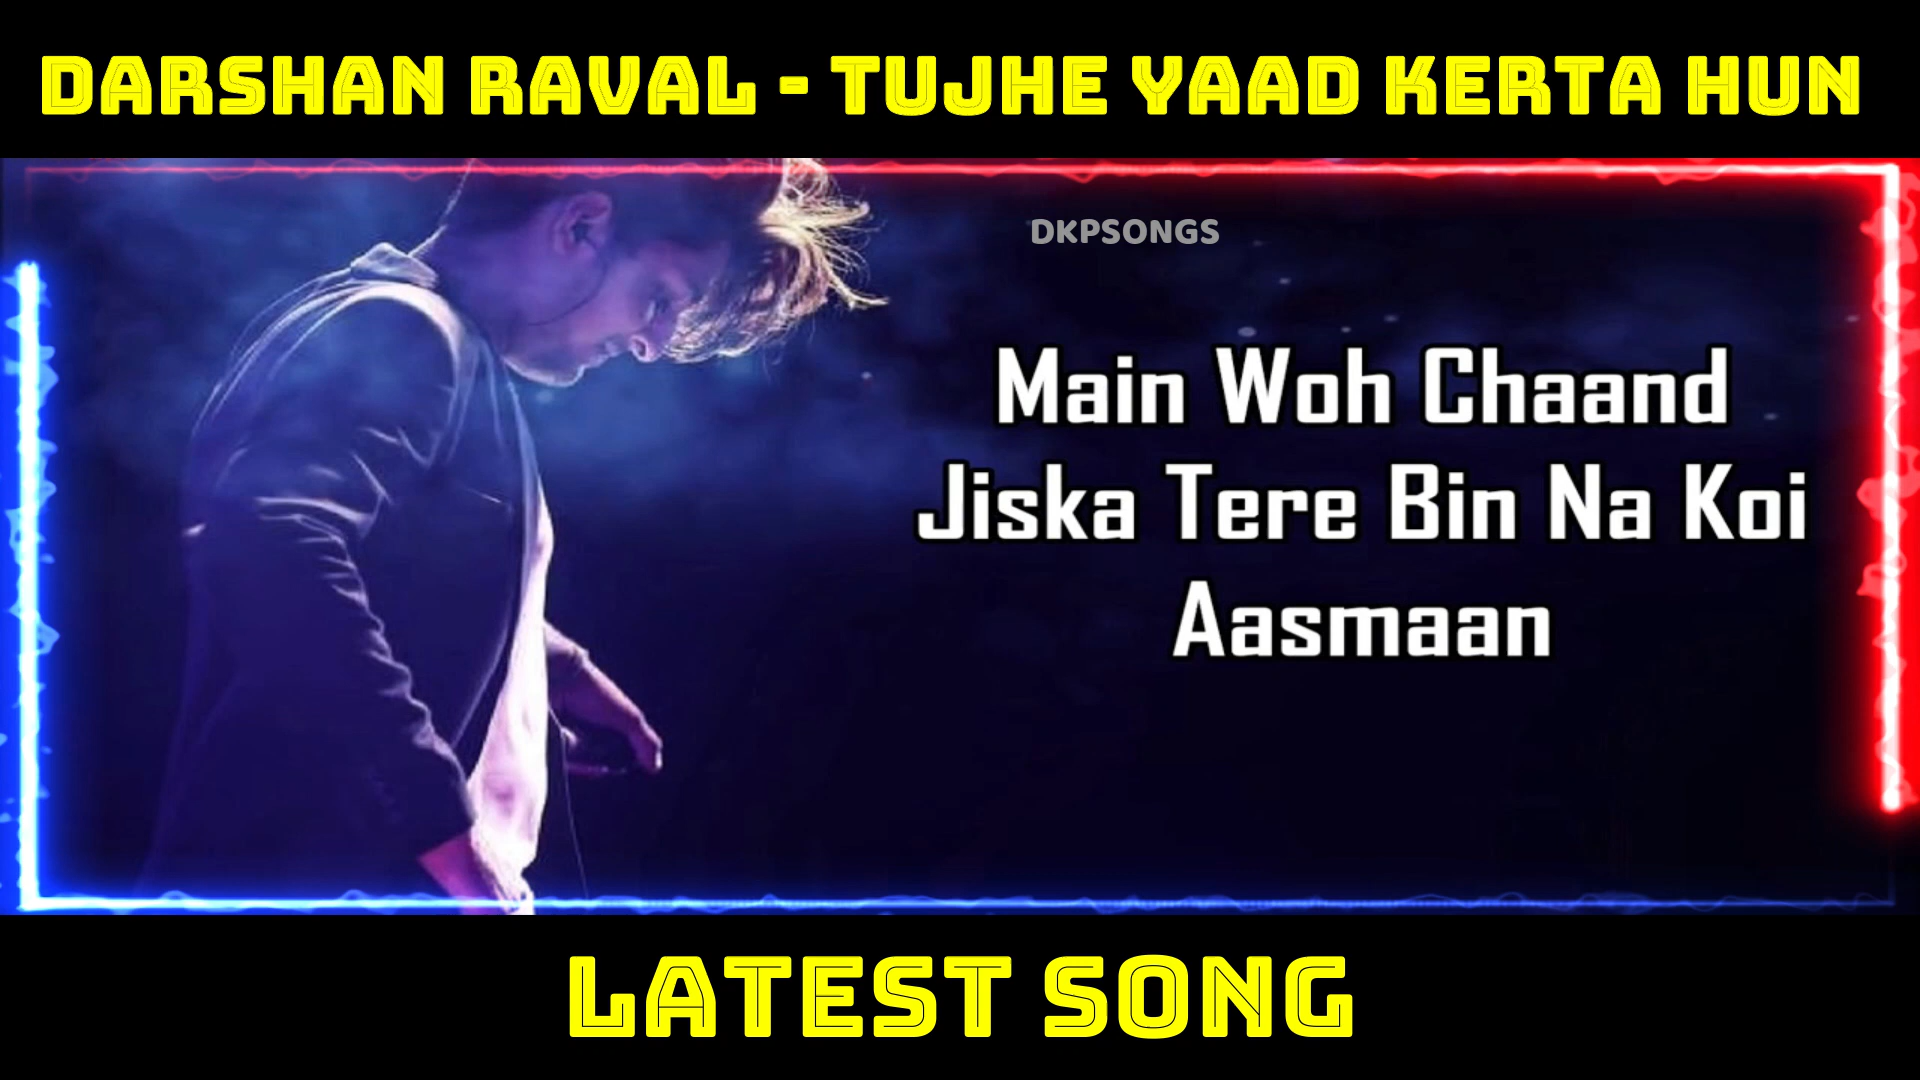 DARSHAN RAVAL - TUJHE YAAD KERTA HUN
DKPSONGS
Main Woh Chaand
Jiska Tere Bin Na Koi
Aasmaan
LATEST SONG